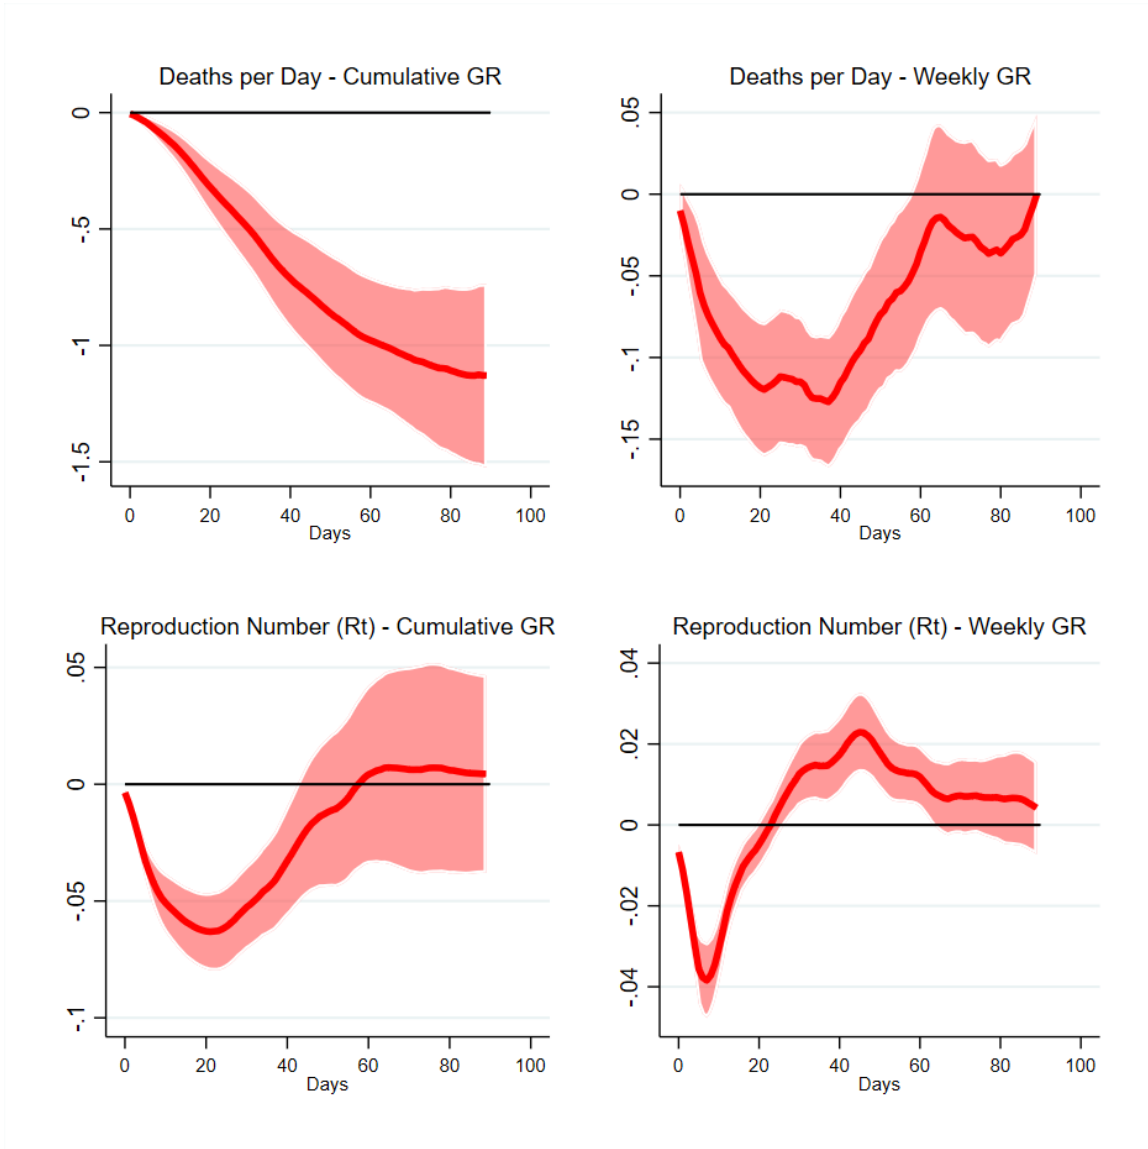 Deaths per Day - Cumulative GR
0
-.5
-1
-1.5
0 20 40 60 80 100
Days
Deaths per Day - Weekly GR
.05
0
-.05
-.1
-.15
0 20 40 60 80 100
Days
Reproduction Number (Rt) - Cumulative GR
.05
0
-.05
-.1
0 20 40 60 80 100
Days
Reproduction Number (Rt) - Weekly GR
.04
.02
0
-.02
-.04
0 20 40 60 80 100
Days